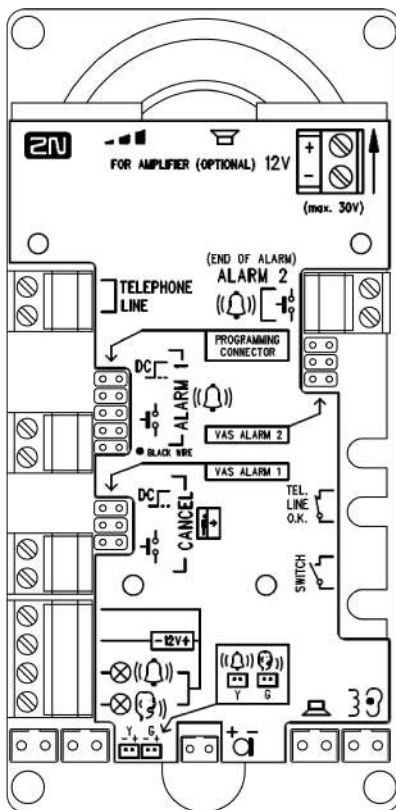 2N
FOR AMPLIFIER (OPTIONAL) 12V
+
-
(max. 30V)
(END OF ALARM)
ALARM 2
TELEPHONE
LINE
PROGRAMMING
CONNECTOR
DC
ALARM 1
VAS ALARM 2
BLACK WIRE
VAS ALARM 1
DC
CANCEL
TEL.
LINE
O.K.
SWITCH
-12V+
Y G
Y G
- + - +
+ -